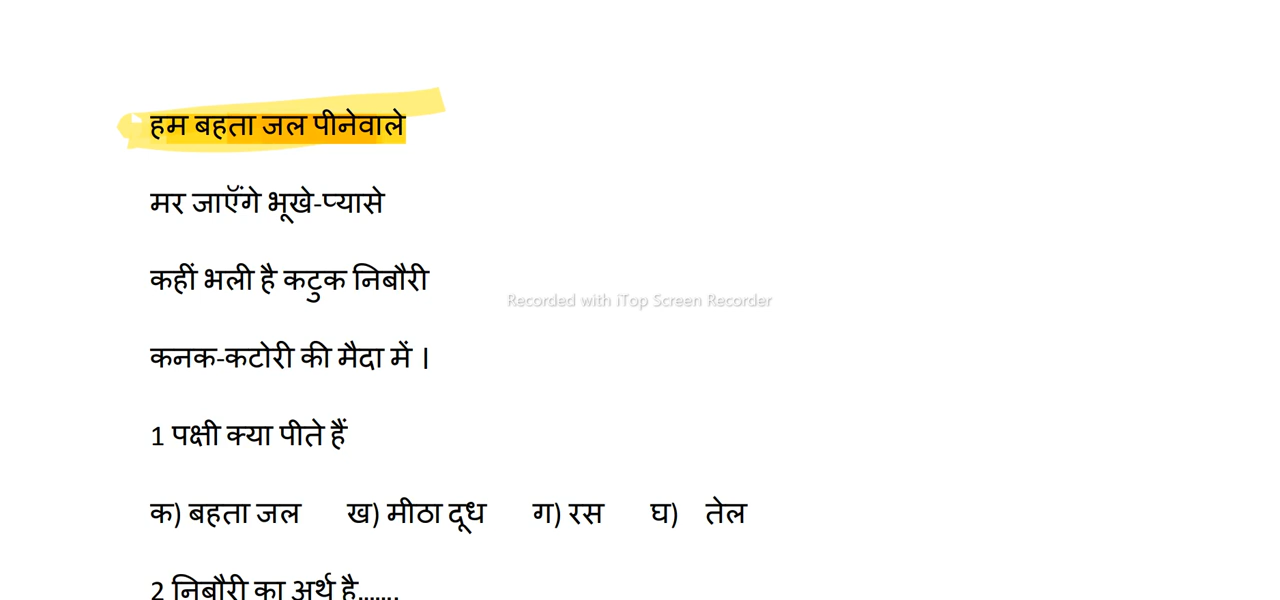 हम बहता जल पीनेवाले
मर जाएँगे भूखे-प्यासे
कहीं भली है कटुक निबौरी
Recorded with iTop Screen Recorder
कनक-कटोरी की मैदा में ।
1 पक्षी क्या पीते हैं
क) बहता जल ख) मीठा दूध ग) रस घ) तेल
2 निबौरी का अर्थ है.......